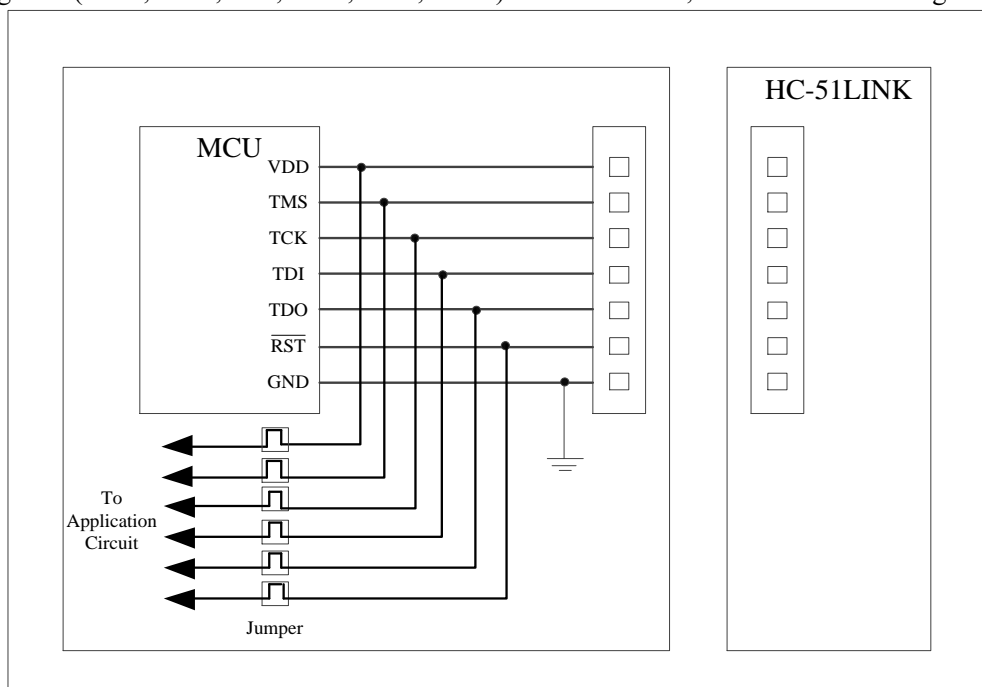 HC-51LINK
MCU
VDD
TMS
TCK
TDI
TDO
RST
GND
To
Application
Circuit
Jumper